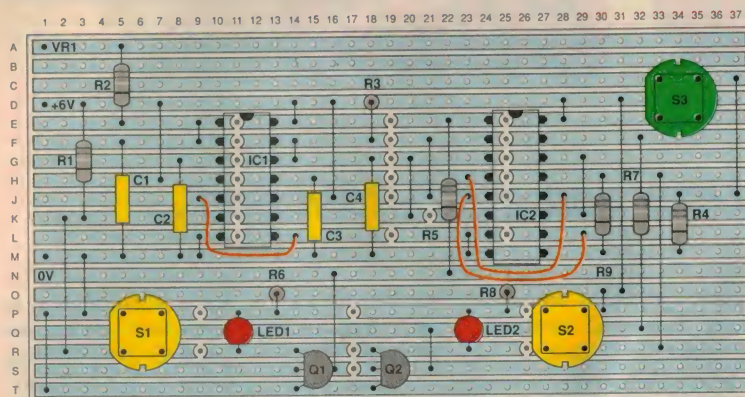 1 2 3 4 5 6 7 8 9 10 11 12 13 14 15 16 17 18 19 20 21 22 23 24 25 26 27 28 29 30 31 32 33 34 35 36 37
A VR1
B
C R2 R3 S3
D +6V
E
F
G R1 IC1 R7
H C1 C4
J C2 IC2 R4
K
L C3 R5
M
N 0V R6 R9
O R8
P
Q S1 LED1 LED2 S2
R
S Q1 Q2
T